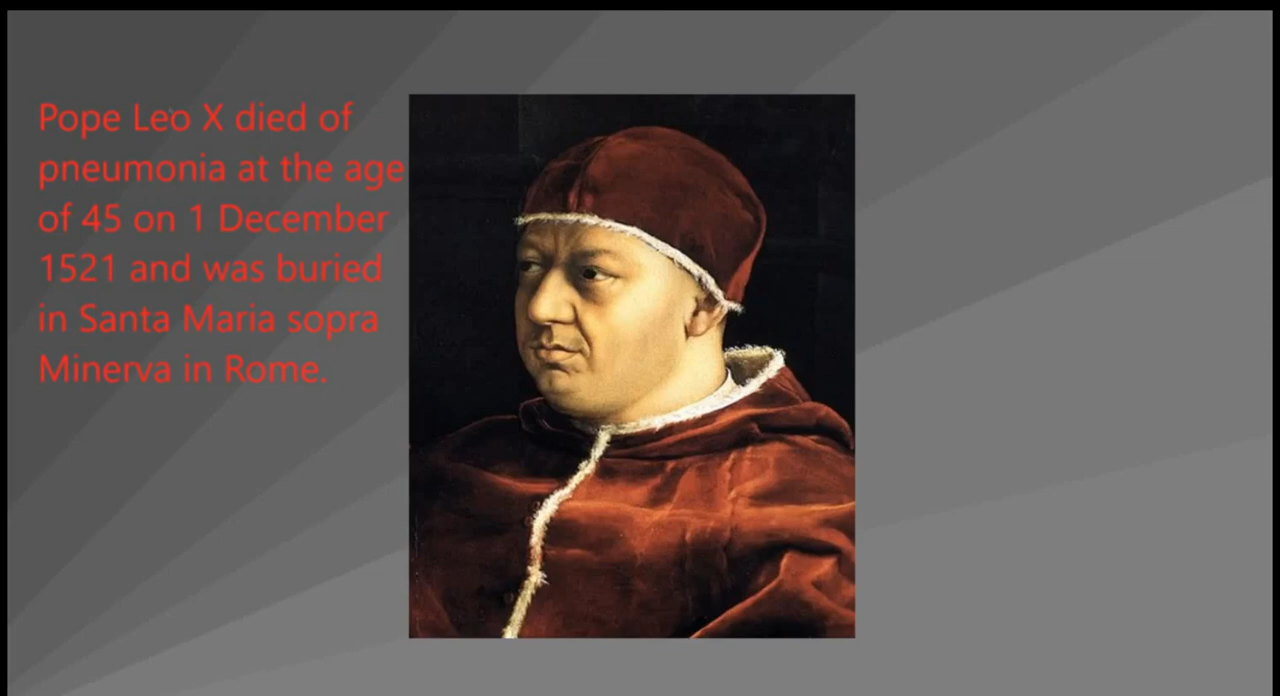 Pope Leo X died of
pneumonia at the age
of 45 on 1 December
1521 and was buried
in Santa Maria sopra
Minerva in Rome.